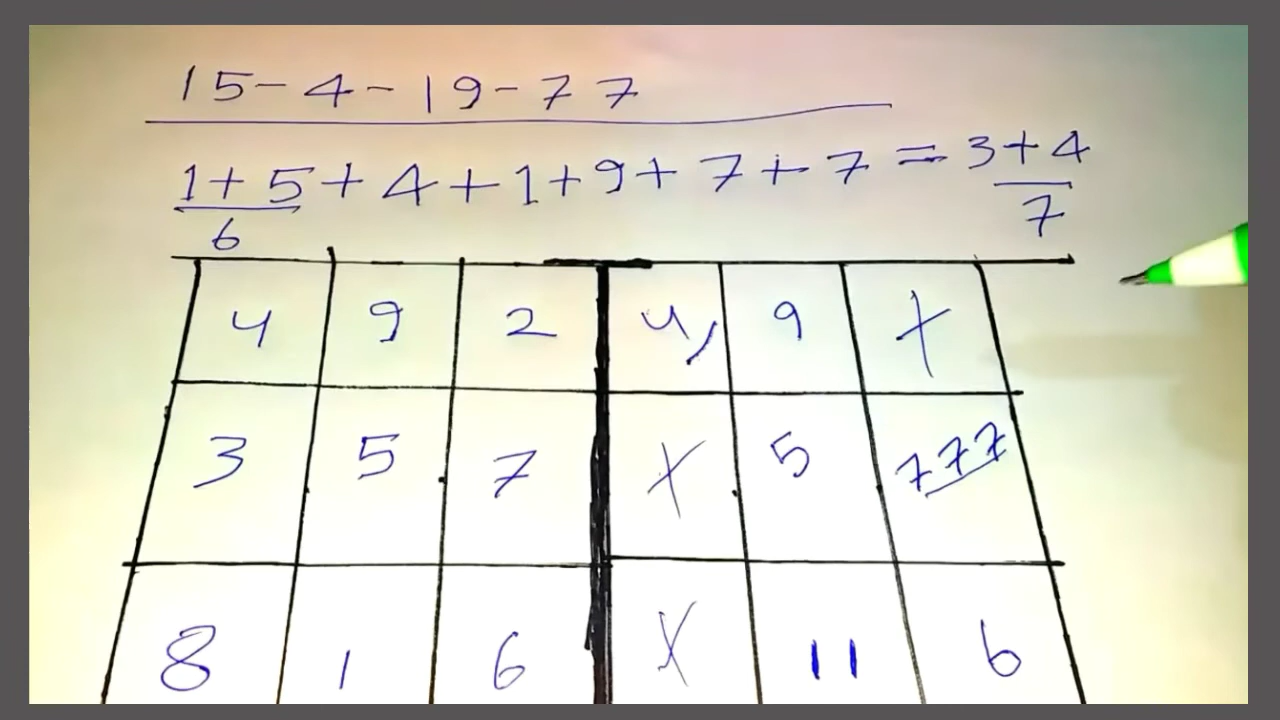 15-4-19-77
1+5+4+1+9+7+7=3+4
6 7
4 9 2 4, 9 X
3 5 7 X 5 777
8 1 6 X 11 6